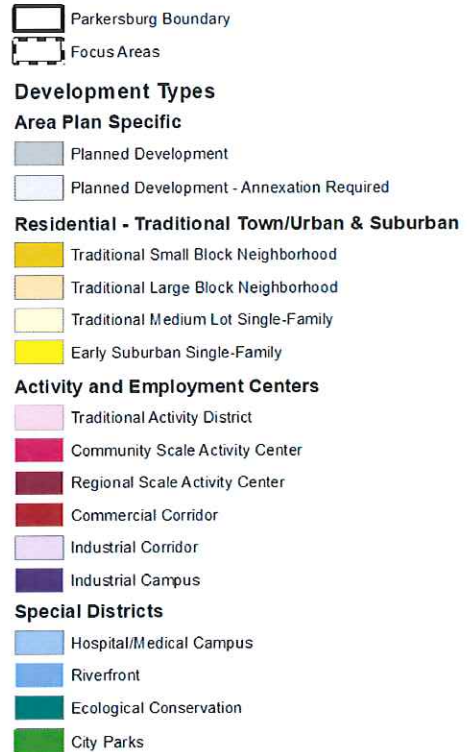 Parkersburg Boundary
Focus Areas
Development Types
Area Plan Specific
Planned Development
Planned Development - Annexation Required
Residential - Traditional Town/Urban & Suburban
Traditional Small Block Neighborhood
Traditional Large Block Neighborhood
Traditional Medium Lot Single-Family
Early Suburban Single-Family
Activity and Employment Centers
Traditional Activity District
Community Scale Activity Center
Regional Scale Activity Center
Commercial Corridor
Industrial Corridor
Industrial Campus
Special Districts
Hospital/Medical Campus
Riverfront
Ecological Conservation
City Parks